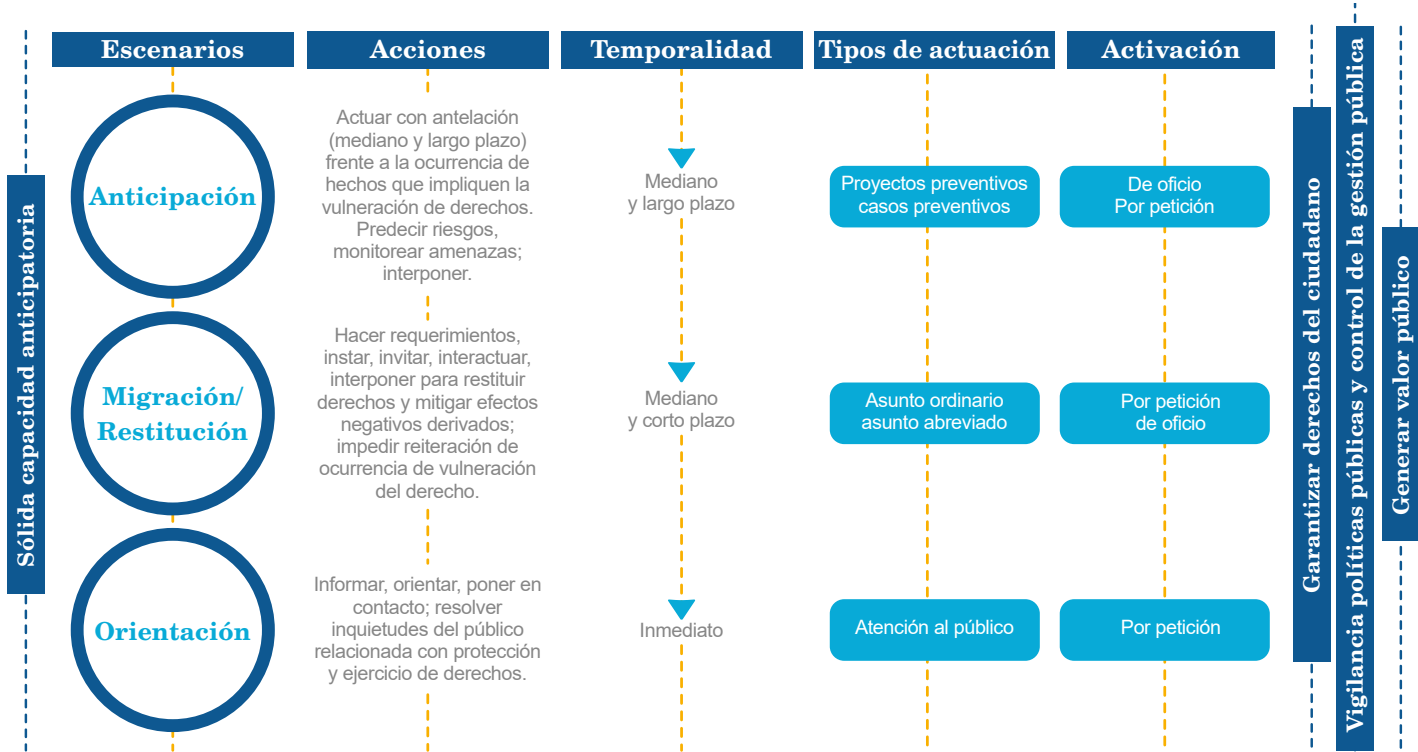 Sólida capacidad anticipatoria
Escenarios
Acciones
Temporalidad
Tipos de actuación
Activación
Anticipación
Actuar con antelación
(mediano y largo plazo)
frente a la ocurrencia de
hechos que impliquen la
vulneración de derechos.
Predecir riesgos,
monitorear amenazas;
interponer.
Mediano
y largo plazo
Proyectos preventivos
casos preventivos
De oficio
Por petición
Migración/
Restitución
Hacer requerimientos,
instar, invitar, interactuar,
interponer para restituir
derechos y mitigar efectos
negativos derivados;
impedir reiteración de
ocurrencia de vulneración
del derecho.
Mediano
y corto plazo
Asunto ordinario
asunto abreviado
Por petición
de oficio
Orientación
Informar, orientar, poner en
contacto; resolver
inquietudes del público
relacionada con protección
y ejercicio de derechos.
Inmediato
Atención al público
Por petición
Garantizar derechos del ciudadano
Vigilancia políticas públicas y control de la gestión pública
Generar valor público